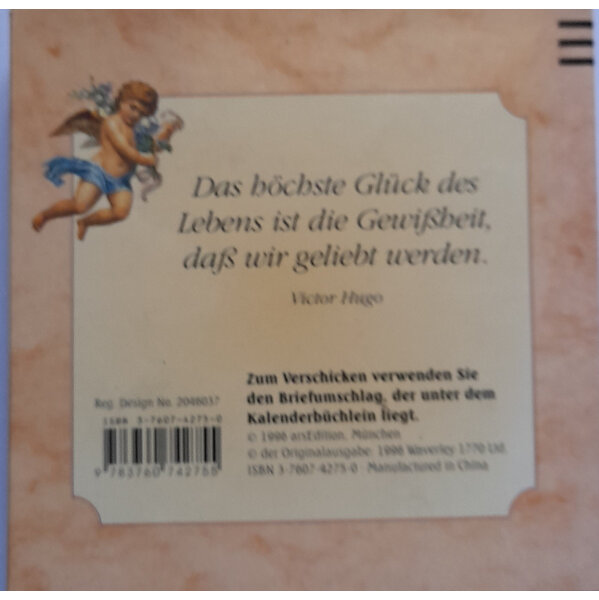 Das höchste Glück des
Lebens ist die Gewißheit,
daß wir geliebt werden.
Victor Hugo
Zum Verschicken verwenden Sie
den Briefumschlag, der unter dem
Kalenderbüchlein liegt.
Reg. Design No. 2046037
ISBN 3-7607-4275-0
9 783760 742755
© 1996 arsEdition, München
© der Originalausgabe: 1996 Waverley 1770 Ltd.
ISBN 3-7607-4275-0 · Manufactured in China